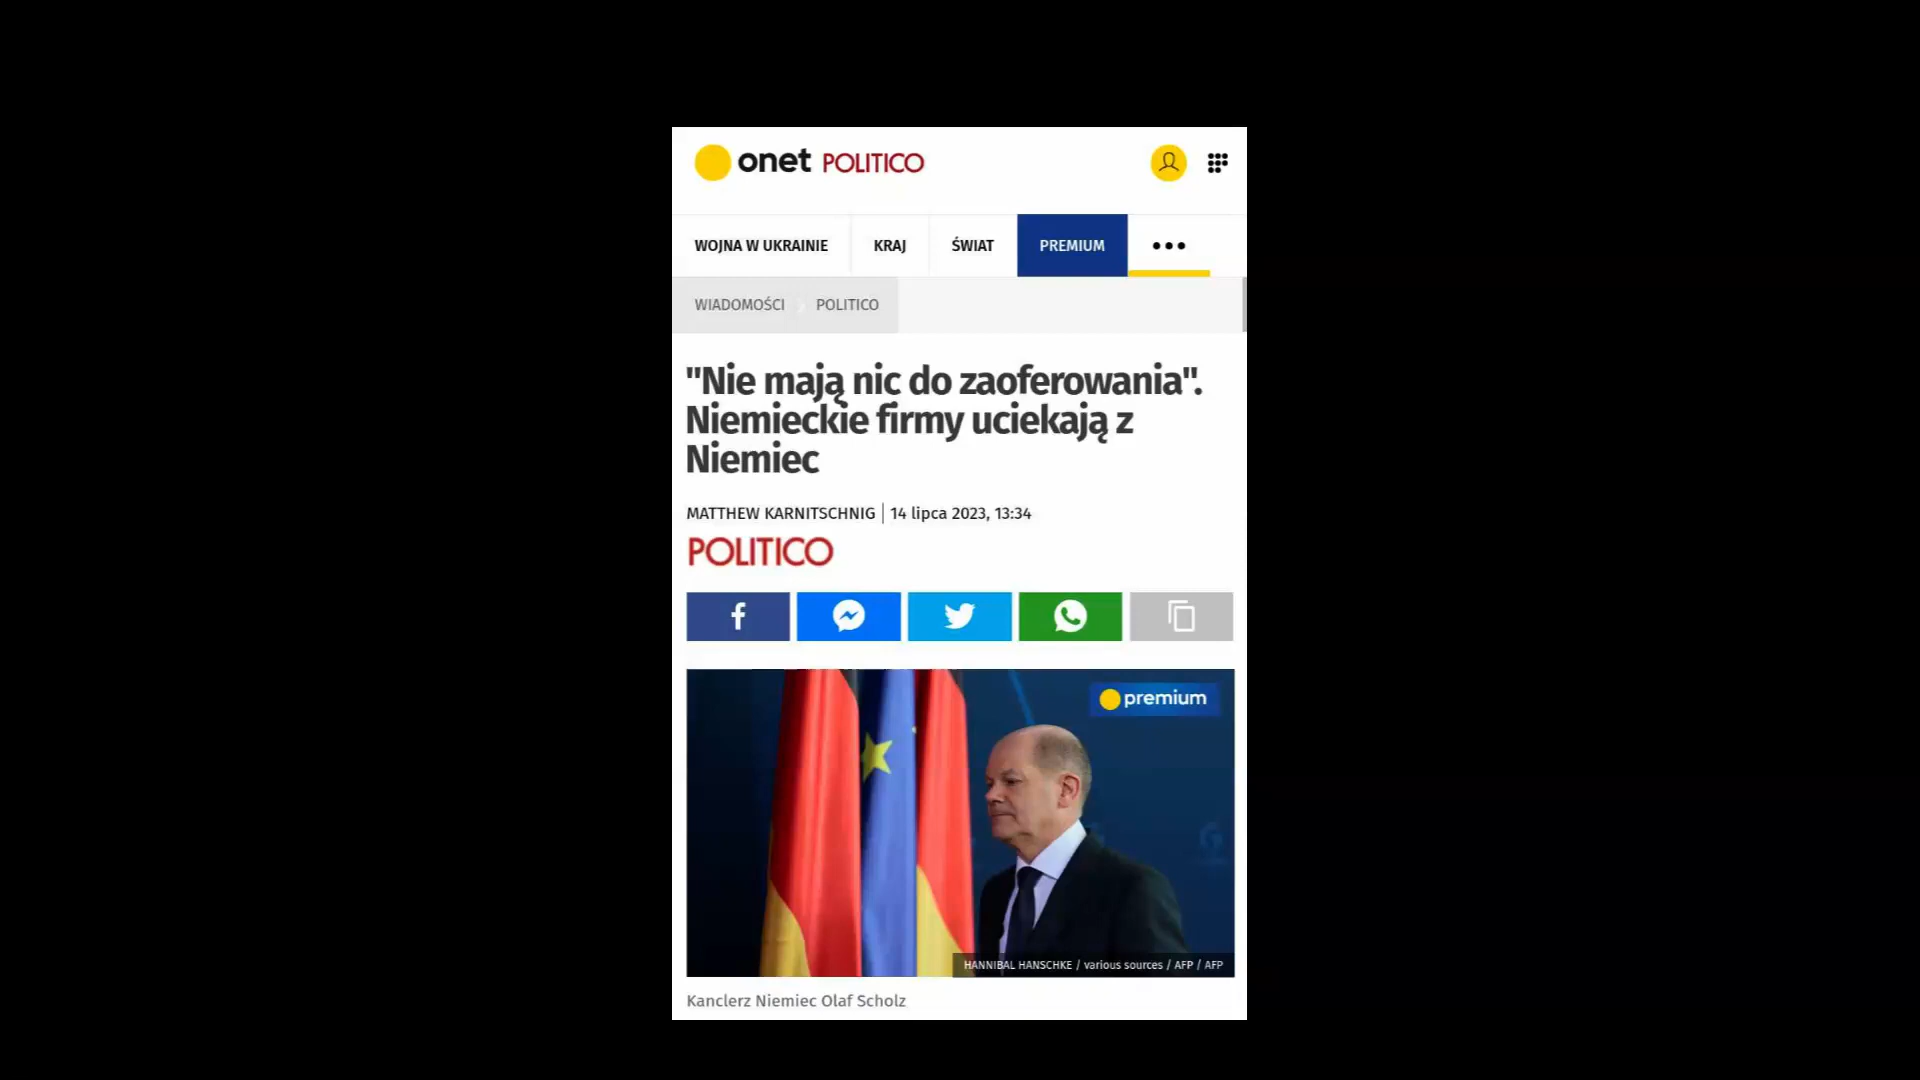 onet POLITICO
WOJNA W UKRAINIE KRAJ ŚWIAT PREMIUM
WIADOMOŚCI POLITICO
"Nie mają nic do zaoferowania".
Niemieckie firmy uciekają z
Niemiec
MATTHEW KARNITSCHNIG | 14 lipca 2023, 13:34
POLITICO
premium
HANNIBAL HANSCHKE / various sources / AFP / AFP
Kanclerz Niemiec Olaf Scholz